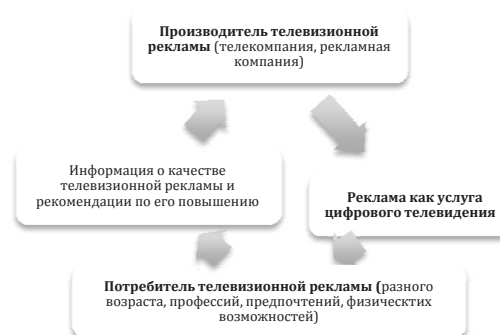 Производитель телевизионной
рекламы (телекомпания, рекламная
компания)
Информация о качестве
телевизионной рекламы и
рекомендации по его повышению
Реклама как услуга
цифрового телевидения
Потребитель телевизионной рекламы (разного
возраста, профессий, предпочтений, физическтих
возможностей)